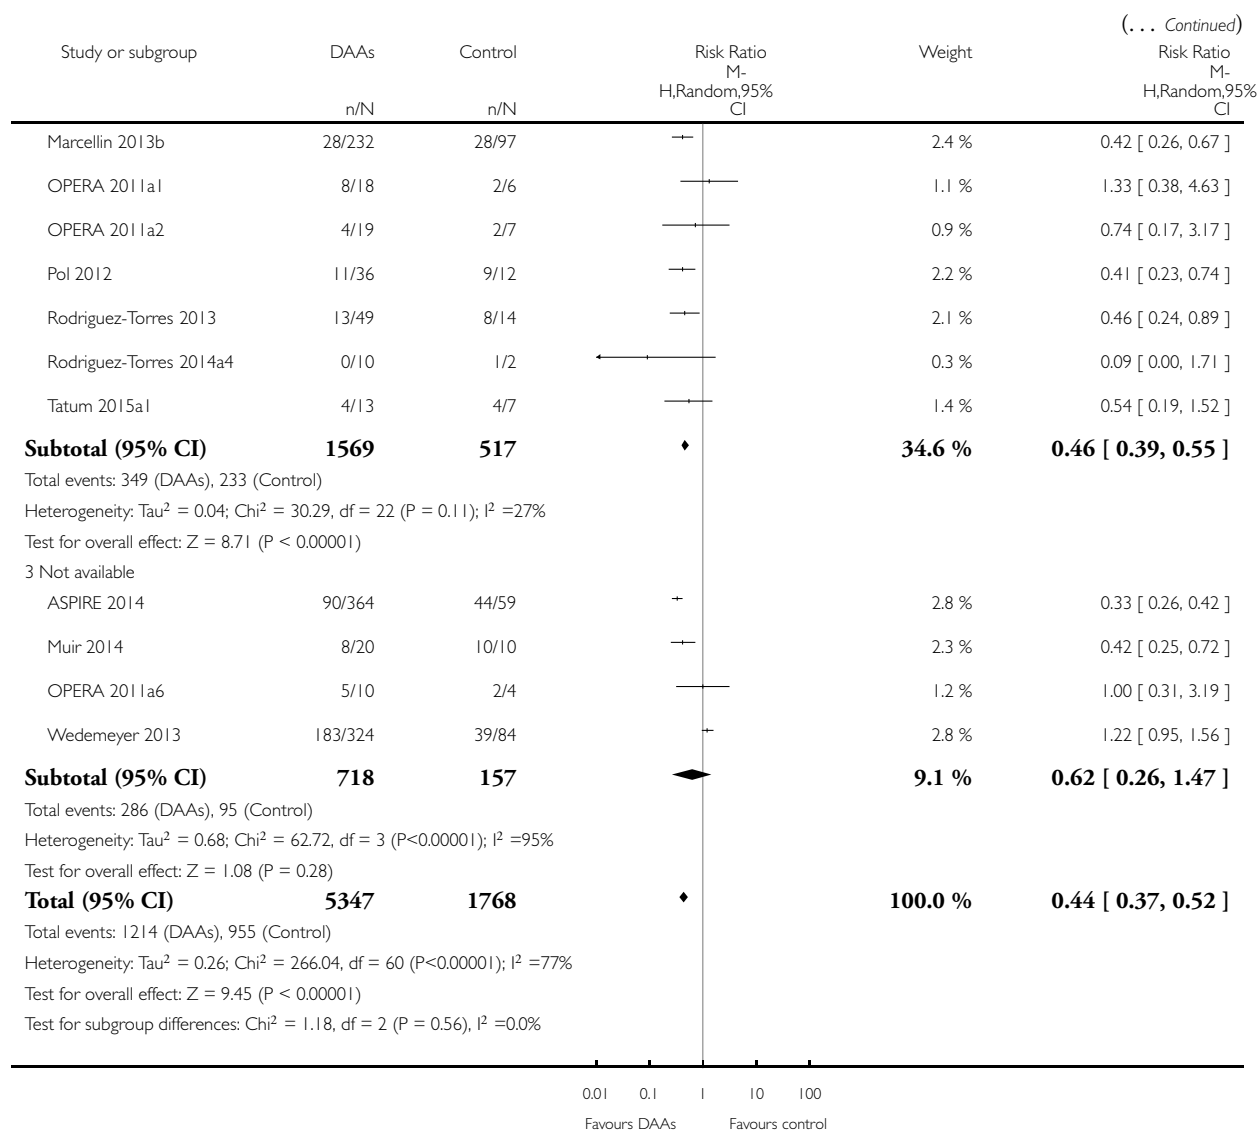 (. . . Continued)
Study or subgroup DAAs Control Risk Ratio Weight Risk Ratio
M- M-
H,Random,95% H,Random,95%
n/N n/N CI CI
Marcellin 2013b 28/232 28/97 2.4 % 0.42 [ 0.26, 0.67 ]
OPERA 2011a1 8/18 2/6 1.1 % 1.33 [ 0.38, 4.63 ]
OPERA 2011a2 4/19 2/7 0.9 % 0.74 [ 0.17, 3.17 ]
Pol 2012 11/36 9/12 2.2 % 0.41 [ 0.23, 0.74 ]
Rodriguez-Torres 2013 13/49 8/14 2.1 % 0.46 [ 0.24, 0.89 ]
Rodriguez-Torres 2014a4 0/10 1/2 0.3 % 0.09 [ 0.00, 1.71 ]
Tatum 2015a1 4/13 4/7 1.4 % 0.54 [ 0.19, 1.52 ]
Subtotal (95% CI) 1569 517 34.6 % 0.46 [ 0.39, 0.55 ]
Total events: 349 (DAAs), 233 (Control)
Heterogeneity: Tau² = 0.04; Chi² = 30.29, df = 22 (P = 0.11); I² =27%
Test for overall effect: Z = 8.71 (P < 0.00001)
3 Not available
ASPIRE 2014 90/364 44/59 2.8 % 0.33 [ 0.26, 0.42 ]
Muir 2014 8/20 10/10 2.3 % 0.42 [ 0.25, 0.72 ]
OPERA 2011a6 5/10 2/4 1.2 % 1.00 [ 0.31, 3.19 ]
Wedemeyer 2013 183/324 39/84 2.8 % 1.22 [ 0.95, 1.56 ]
Subtotal (95% CI) 718 157 9.1 % 0.62 [ 0.26, 1.47 ]
Total events: 286 (DAAs), 95 (Control)
Heterogeneity: Tau² = 0.68; Chi² = 62.72, df = 3 (P<0.00001); I² =95%
Test for overall effect: Z = 1.08 (P = 0.28)
Total (95% CI) 5347 1768 100.0 % 0.44 [ 0.37, 0.52 ]
Total events: 1214 (DAAs), 955 (Control)
Heterogeneity: Tau² = 0.26; Chi² = 266.04, df = 60 (P<0.00001); I² =77%
Test for overall effect: Z = 9.45 (P < 0.00001)
Test for subgroup differences: Chi² = 1.18, df = 2 (P = 0.56), I² =0.0%
0.01 0.1 1 10 100
Favours DAAs Favours control